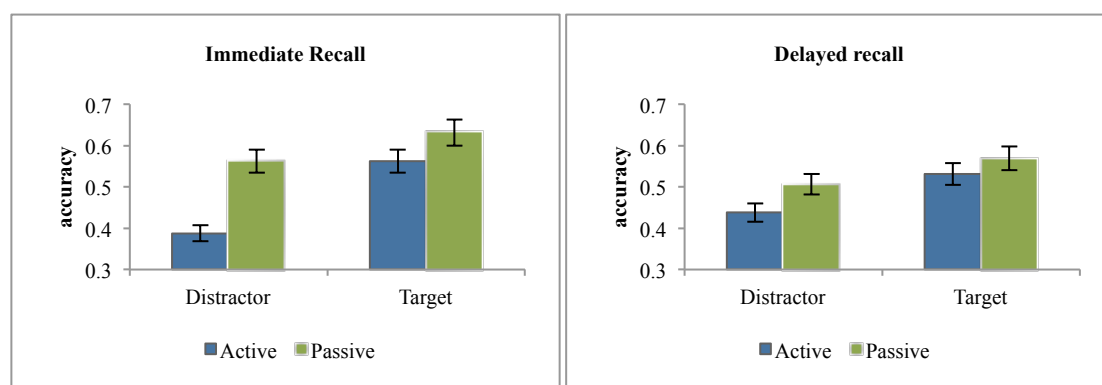 Immediate Recall
accuracy
0.7
0.6
0.5
0.4
0.3
Distractor Target
Active Passive
Delayed recall
accuracy
0.7
0.6
0.5
0.4
0.3
Distractor Target
Active Passive